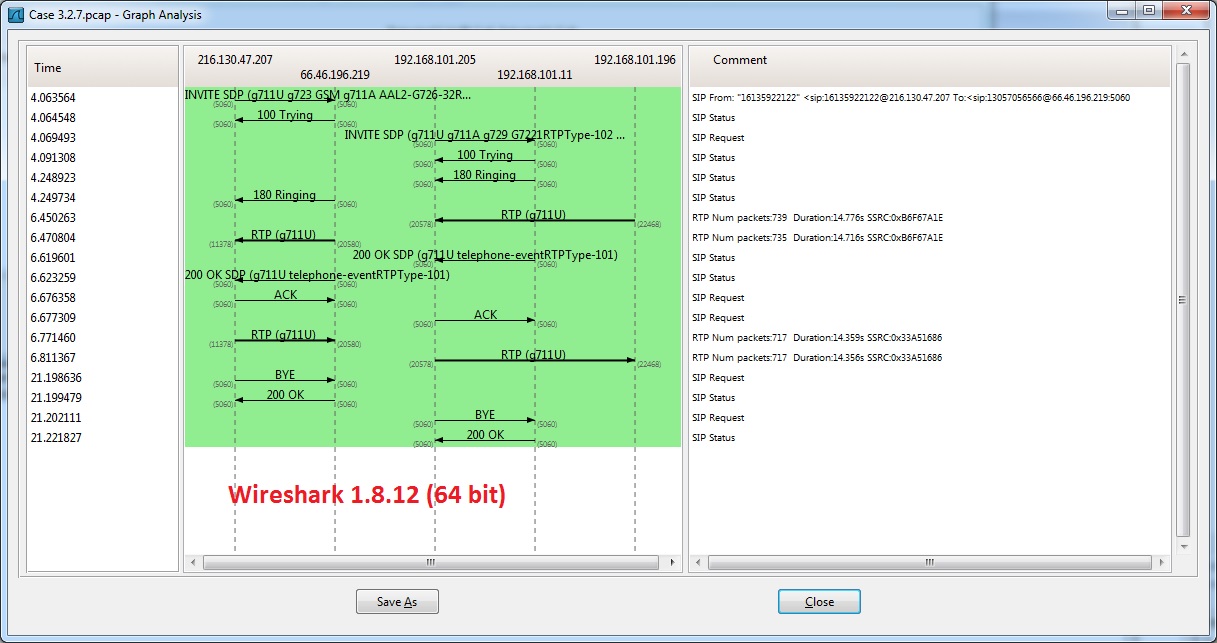 Case 3.2.7.pcap - Graph Analysis
Time
216.130.47.207
66.46.196.219
192.168.101.205
192.168.101.11
192.168.101.196
Comment
4.063564 INVITE SDP (g711U g723 GSM g711A AAL2-G726-32R... (5060) (5060) SIP From: "16135922122" <sip:16135922122@216.130.47.207 To:<sip:13057056566@66.46.196.219:5060
4.064548 100 Trying (5060) (5060) SIP Status
4.069493 INVITE SDP (g711U g711A g729 G7221RTPType-102 ... (5060) (5060) SIP Request
4.091308 100 Trying (5060) (5060) SIP Status
4.248923 180 Ringing (5060) (5060) SIP Status
4.249734 180 Ringing (5060) (5060) SIP Status
6.450263 RTP (g711U) (20578) (22468) RTP Num packets:739 Duration:14.776s SSRC:0xB6F67A1E
6.470804 RTP (g711U) (11378) (20580) RTP Num packets:735 Duration:14.716s SSRC:0xB6F67A1E
6.619601 200 OK SDP (g711U telephone-eventRTPType-101) (5060) (5060) SIP Status
6.623259 200 OK SDP (g711U telephone-eventRTPType-101) (5060) (5060) SIP Status
6.676358 ACK (5060) (5060) SIP Request
6.677309 ACK (5060) (5060) SIP Request
6.771460 RTP (g711U) (11378) (20580) RTP Num packets:717 Duration:14.359s SSRC:0x33A51686
6.811367 RTP (g711U) (20578) (22468) RTP Num packets:717 Duration:14.356s SSRC:0x33A51686
21.198636 BYE (5060) (5060) SIP Request
21.199479 200 OK (5060) (5060) SIP Status
21.202111 BYE (5060) (5060) SIP Request
21.221827 200 OK (5060) (5060) SIP Status
Wireshark 1.8.12 (64 bit)
Save As
Close